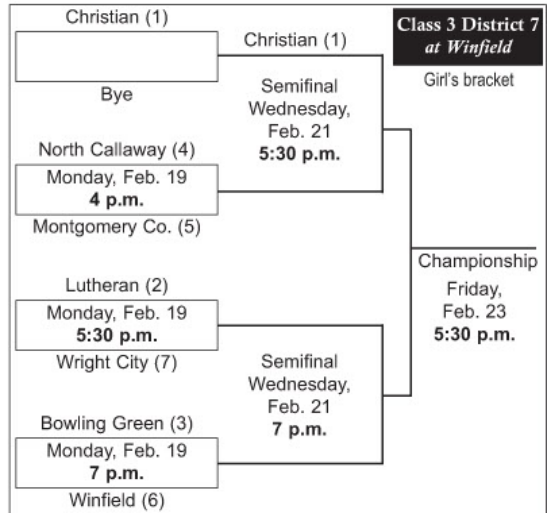 Christian (1)
Bye
North Callaway (4)
Monday, Feb. 19
4 p.m.
Montgomery Co. (5)
Lutheran (2)
Monday, Feb. 19
5:30 p.m.
Wright City (7)
Bowling Green (3)
Monday, Feb. 19
7 p.m.
Winfield (6)
Christian (1)
Semifinal
Wednesday,
Feb. 21
5:30 p.m.
Semifinal
Wednesday,
Feb. 21
7 p.m.
Class 3 District 7
at Winfield
Girl's bracket
Championship
Friday,
Feb. 23
5:30 p.m.